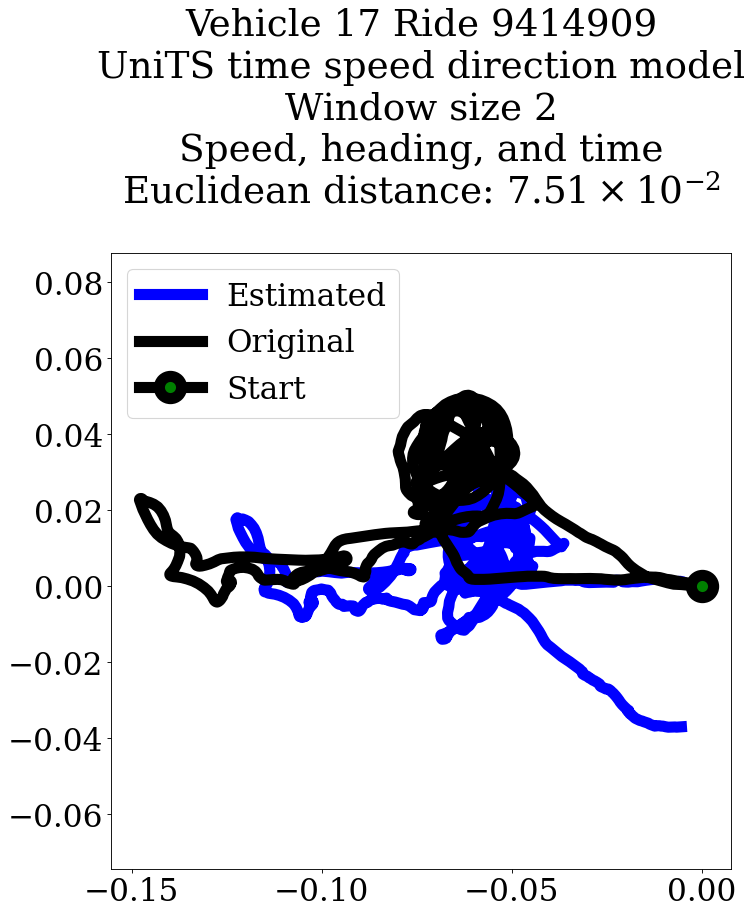 Vehicle 17 Ride 9414909
UniTS time speed direction model
Window size 2
Speed, heading, and time
Euclidean distance: 7.51 × 10⁻²
Estimated
Original
Start
0.08
0.06
0.04
0.02
0.00
−0.02
−0.04
−0.06
−0.15 −0.10 −0.05 0.00